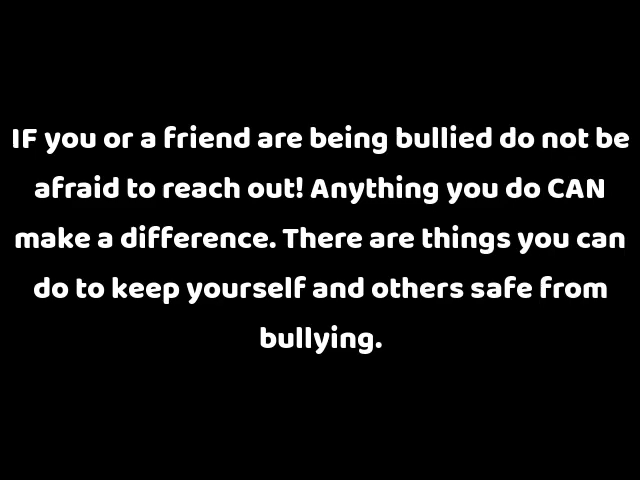 IF you or a friend are being bullied do not be
afraid to reach out! Anything you do CAN
make a difference. There are things you can
do to keep yourself and others safe from
bullying.